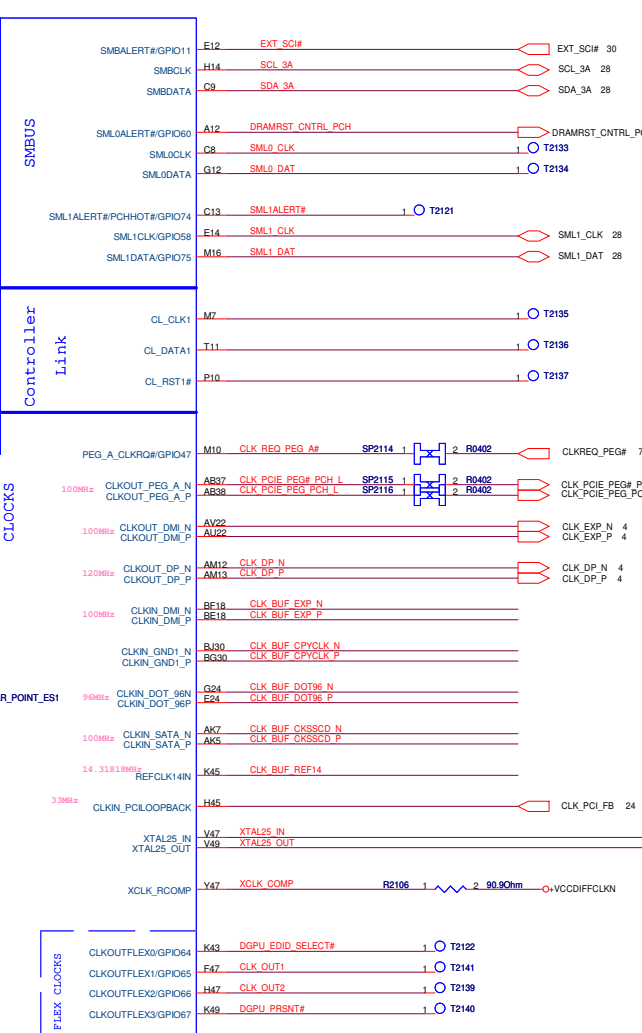 SMBUS
SMBALERT#/GPIO11 E12 EXT_SCI# EXT_SCI# 30
SMBCLK H14 SCL_3A SCL_3A 28
SMBDATA C9 SDA_3A SDA_3A 28
SML0ALERT#/GPIO60 A12 DRAMRST_CNTRL_PCH DRAMRST_CNTRL_PC
SML0CLK C8 SML0_CLK 1 T2133
SML0DATA G12 SML0_DAT 1 T2134
SML1ALERT#/PCHHOT#/GPIO74 C13 SML1ALERT# 1 T2121
SML1CLK/GPIO58 E14 SML1_CLK SML1_CLK 28
SML1DATA/GPIO75 M16 SML1_DAT SML1_DAT 28
Controller
Link
CL_CLK1 M7 1 T2135
CL_DATA1 T11 1 T2136
CL_RST1# P10 1 T2137
CLOCKS
PEG_A_CLKRQ#/GPIO47 M10 CLK_REQ_PEG_A# SP2114 1 2 R0402 CLKREQ_PEG# 7
100MHz CLKOUT_PEG_A_N AB37 CLK_PCIE_PEG#_PCH_L SP2115 1 2 R0402 CLK_PCIE_PEG#_P
CLKOUT_PEG_A_P AB38 CLK_PCIE_PEG_PCH_L SP2116 1 2 R0402 CLK_PCIE_PEG_PC
100MHz CLKOUT_DMI_N AV22 CLK_EXP_N 4
CLKOUT_DMI_P AU22 CLK_EXP_P 4
120MHz CLKOUT_DP_N AM12 CLK_DP_N CLK_DP_N 4
CLKOUT_DP_P AM13 CLK_DP_P CLK_DP_P 4
100MHz CLKIN_DMI_N BF18 CLK_BUF_EXP_N
CLKIN_DMI_P BE18 CLK_BUF_EXP_P
CLKIN_GND1_N BJ30 CLK_BUF_CPYCLK_N
CLKIN_GND1_P BG30 CLK_BUF_CPYCLK_P
R_POINT_ES1 96MHz CLKIN_DOT_96N G24 CLK_BUF_DOT96_N
CLKIN_DOT_96P E24 CLK_BUF_DOT96_P
100MHz CLKIN_SATA_N AK7 CLK_BUF_CKSSCD_N
CLKIN_SATA_P AK5 CLK_BUF_CKSSCD_P
14.31818MHz REFCLK14IN K45 CLK_BUF_REF14
33MHz CLKIN_PCILOOPBACK H45 CLK_PCI_FB 24
XTAL25_IN V47 XTAL25_IN
XTAL25_OUT V49 XTAL25_OUT
XCLK_RCOMP Y47 XCLK_COMP R2106 1 2 90.9Ohm +VCCDIFFCLKN
FLEX CLOCKS
CLKOUTFLEX0/GPIO64 K43 DGPU_EDID_SELECT# 1 T2122
CLKOUTFLEX1/GPIO65 F47 CLK_OUT1 1 T2141
CLKOUTFLEX2/GPIO66 H47 CLK_OUT2 1 T2139
CLKOUTFLEX3/GPIO67 K49 DGPU_PRSNT# 1 T2140